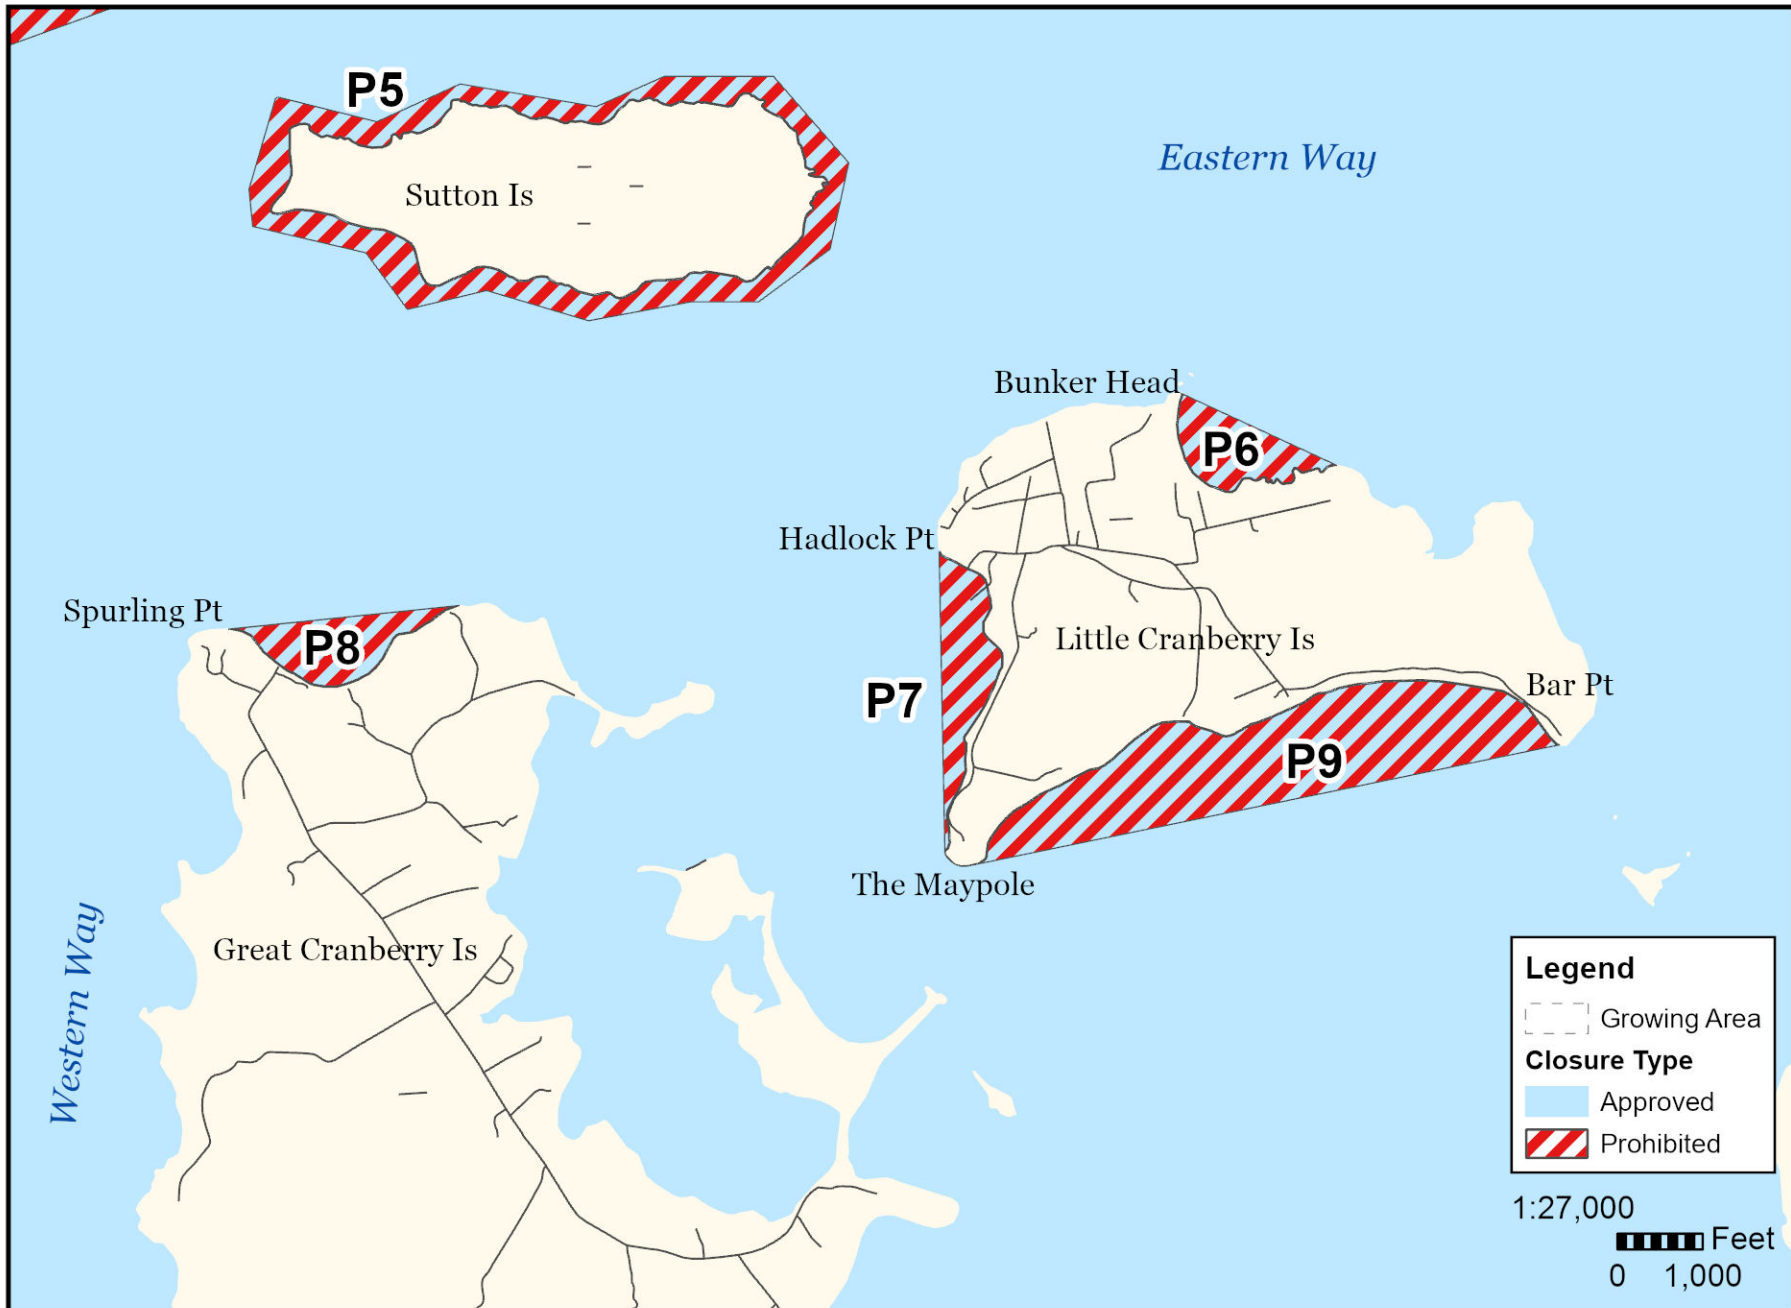 P5
Sutton Is
Eastern Way
Bunker Head
P6
Hadlock Pt
Spurling Pt
P8
Little Cranberry Is
P7
Bar Pt
P9
The Maypole
Great Cranberry Is
Western Way
Legend
Growing Area
Closure Type
Approved
Prohibited
1:27,000
Feet
0 1,000